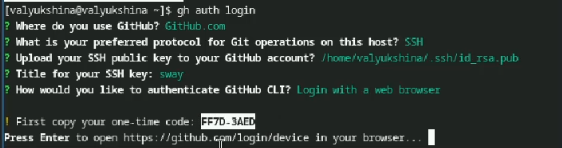 [valyukshina@valyukshina ~]$ gh auth login
? Where do you use GitHub? GitHub.com
? What is your preferred protocol for Git operations on this host? SSH
? Upload your SSH public key to your GitHub account? /home/valyukshina/.ssh/id_rsa.pub
? Title for your SSH key: sway
? How would you like to authenticate GitHub CLI? Login with a web browser
! First copy your one-time code: FF7D-3AED
Press Enter to open https://github.com/login/device in your browser...